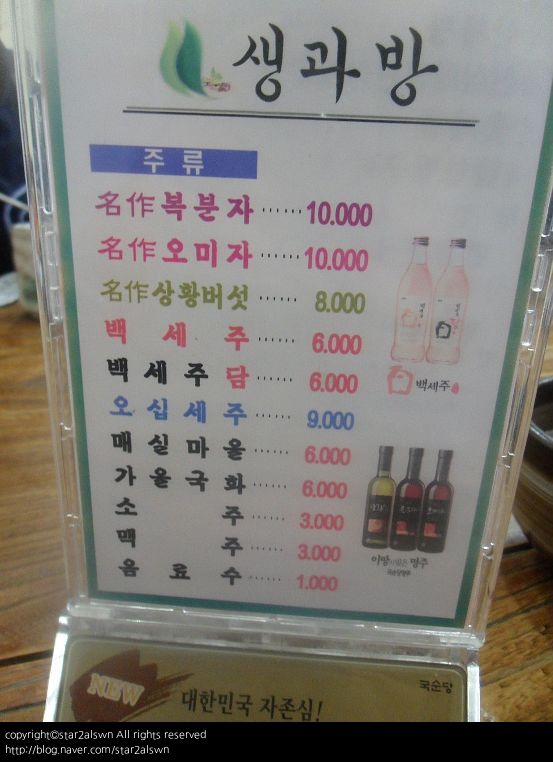 생과방
주류
名作복분자 ······ 10.000
名作오미자 ······ 10.000
名作상황버섯 ······ 8.000
백세주 ······ 6.000
백세주담 ······ 6.000
오십세주 ······ 9.000
매실마을 ······ 6.000
가을국화 ······ 6.000
소주 ······ 3.000
맥주 ······ 3.000
음료수 ······ 1.000
백세주
명주
NEW
대한민국 자존심!
국순당
copyright©star2alswn All rights reserved
http://blog.naver.com/star2alswn